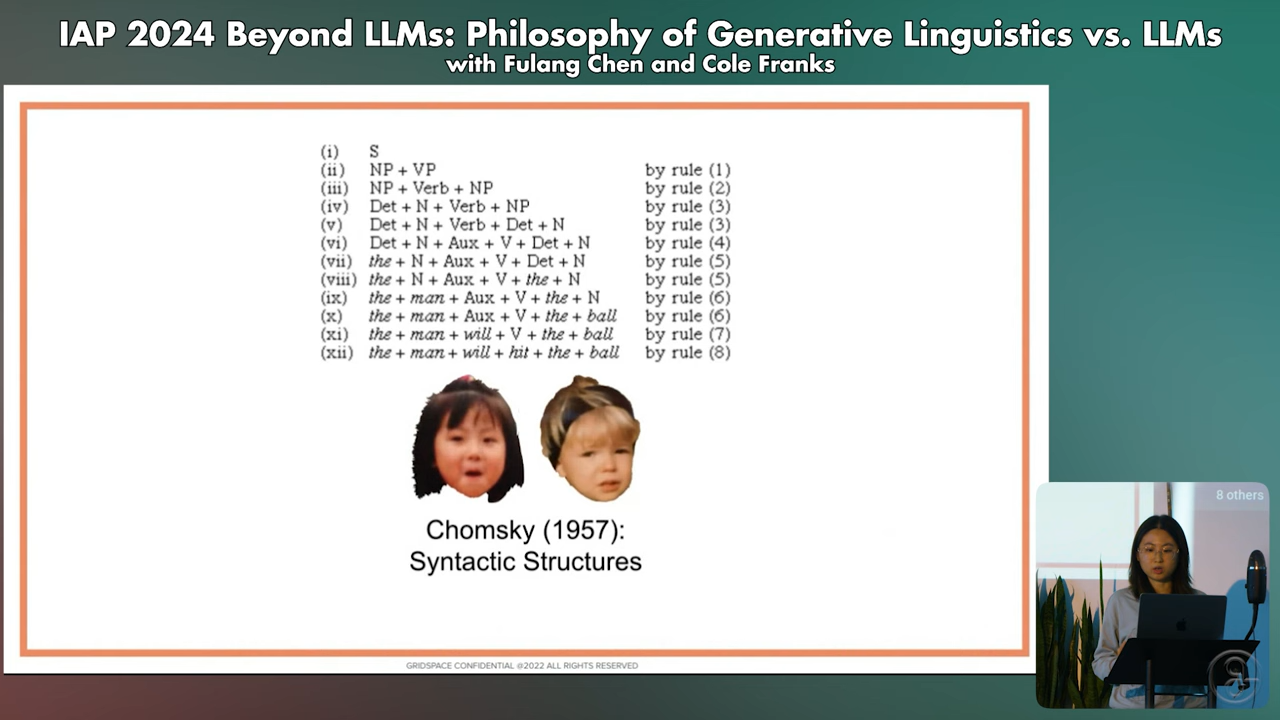 IAP 2024 Beyond LLMs: Philosophy of Generative Linguistics vs. LLMs
with Fulang Chen and Cole Franks
(i) S
(ii) NP + VP by rule (1)
(iii) NP + Verb + NP by rule (2)
(iv) Det + N + Verb + NP by rule (3)
(v) Det + N + Verb + Det + N by rule (3)
(vi) Det + N + Aux + V + Det + N by rule (4)
(vii) the + N + Aux + V + Det + N by rule (5)
(viii) the + N + Aux + V + the + N by rule (5)
(ix) the + man + Aux + V + the + N by rule (6)
(x) the + man + Aux + V + the + ball by rule (6)
(xi) the + man + will + V + the + ball by rule (7)
(xii) the + man + will + hit + the + ball by rule (8)
Chomsky (1957):
Syntactic Structures
8 others
GRIDSPACE CONFIDENTIAL @2022 ALL RIGHTS RESERVED